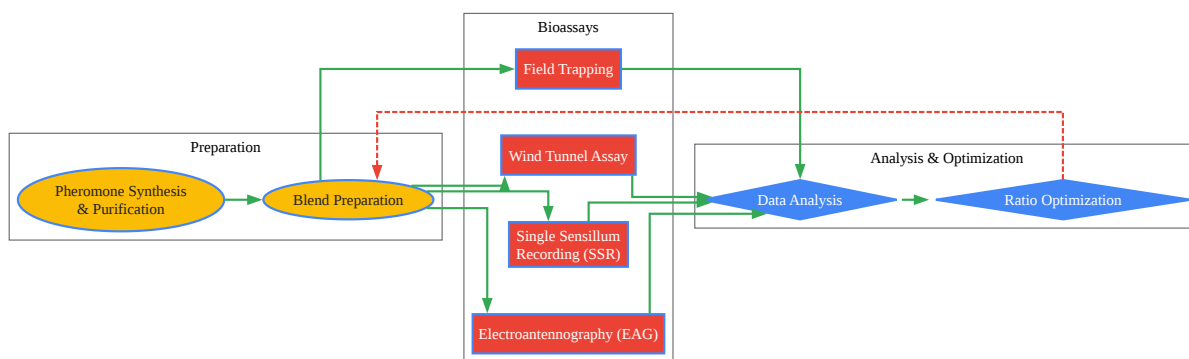 Bioassays
Field Trapping
Preparation
Wind Tunnel Assay
Analysis & Optimization
Pheromone Synthesis
& Purification
Blend Preparation
Data Analysis
Ratio Optimization
Single Sensillum
Recording (SSR)
Electroantennography (EAG)